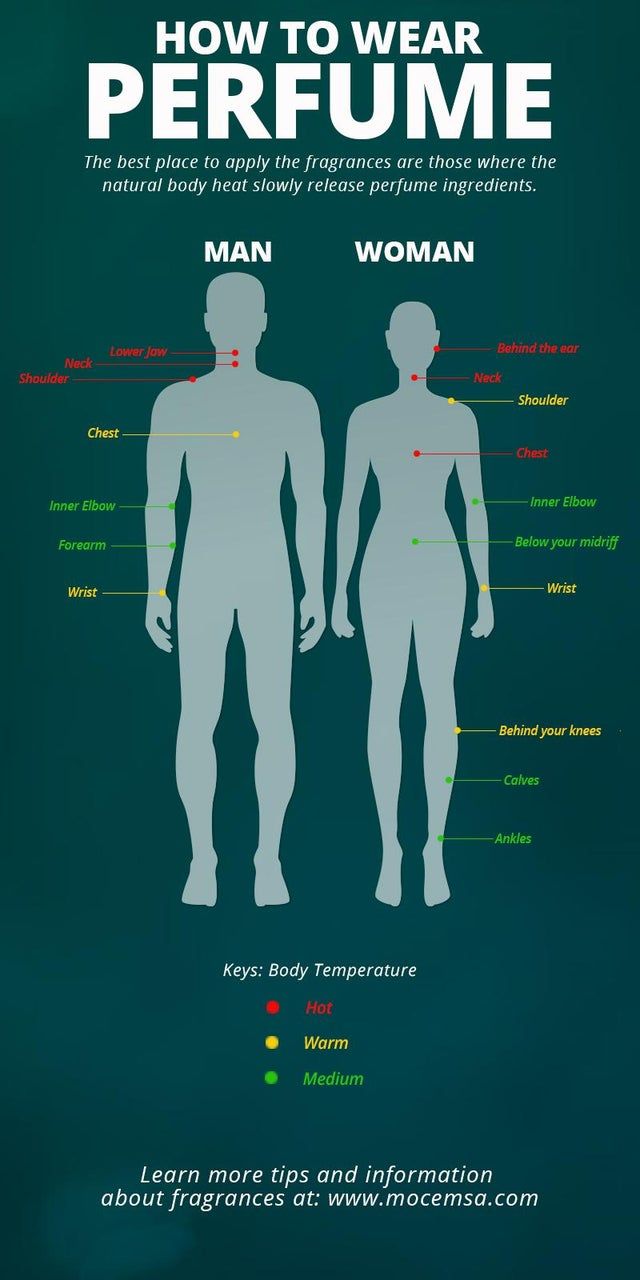 HOW TO WEAR
PERFUME
The best place to apply the fragrances are those where the
natural body heat slowly release perfume ingredients.
MAN
WOMAN
Lower Jaw
Neck
Shoulder
Chest
Inner Elbow
Forearm
Wrist
Behind the ear
Neck
Shoulder
Chest
Inner Elbow
Below your midriff
Wrist
Behind your knees
Calves
Ankles
Keys: Body Temperature
Hot
Warm
Medium
Learn more tips and information
about fragrances at: www.mocemsa.com